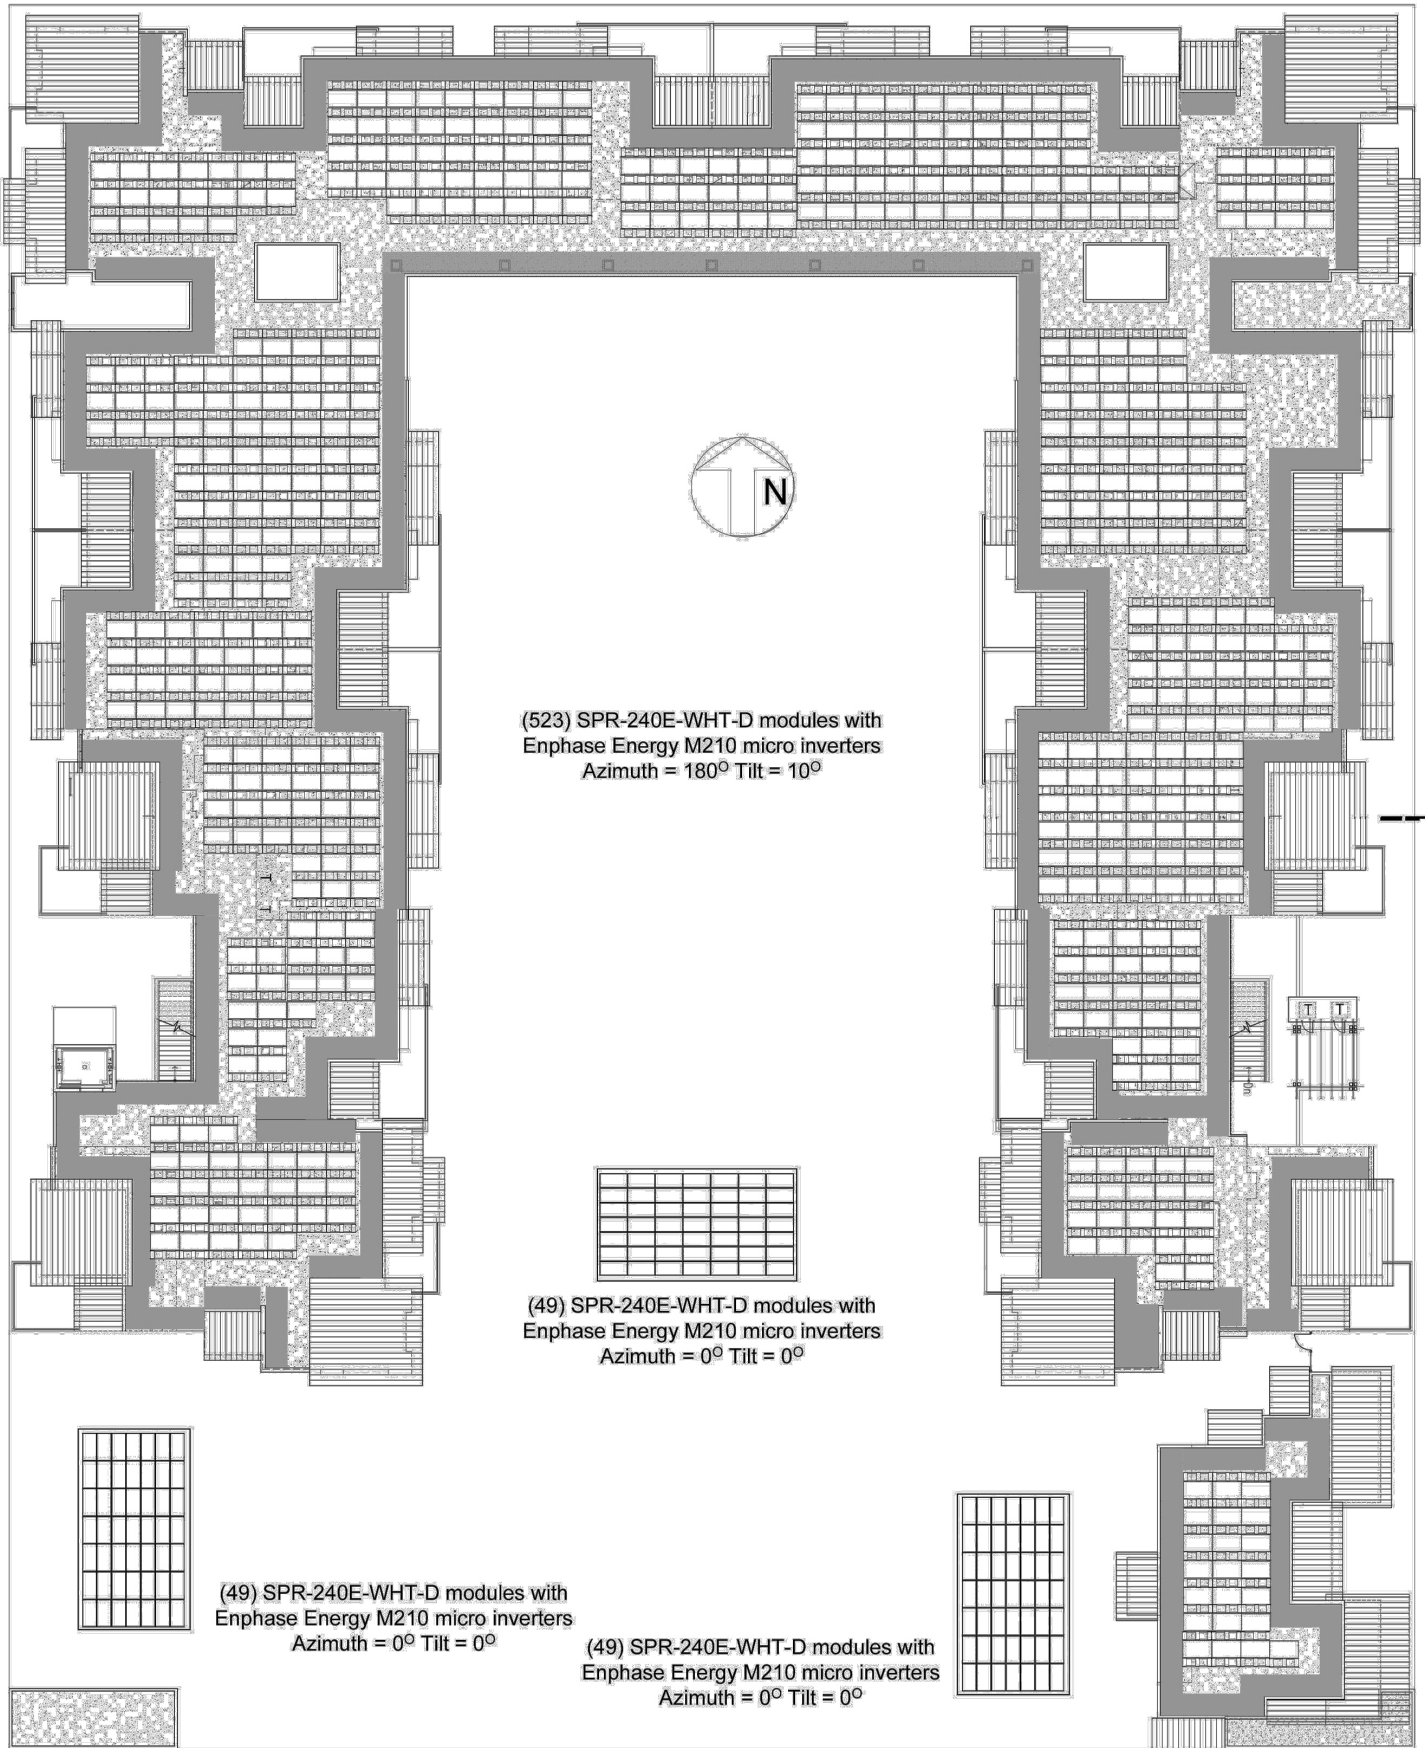 N
(523) SPR-240E-WHT-D modules with
Enphase Energy M210 micro inverters
Azimuth = 180° Tilt = 10°
T
T
T T
Dn
(49) SPR-240E-WHT-D modules with
Enphase Energy M210 micro inverters
Azimuth = 0° Tilt = 0°
(49) SPR-240E-WHT-D modules with
Enphase Energy M210 micro inverters
Azimuth = 0° Tilt = 0°
(49) SPR-240E-WHT-D modules with
Enphase Energy M210 micro inverters
Azimuth = 0° Tilt = 0°